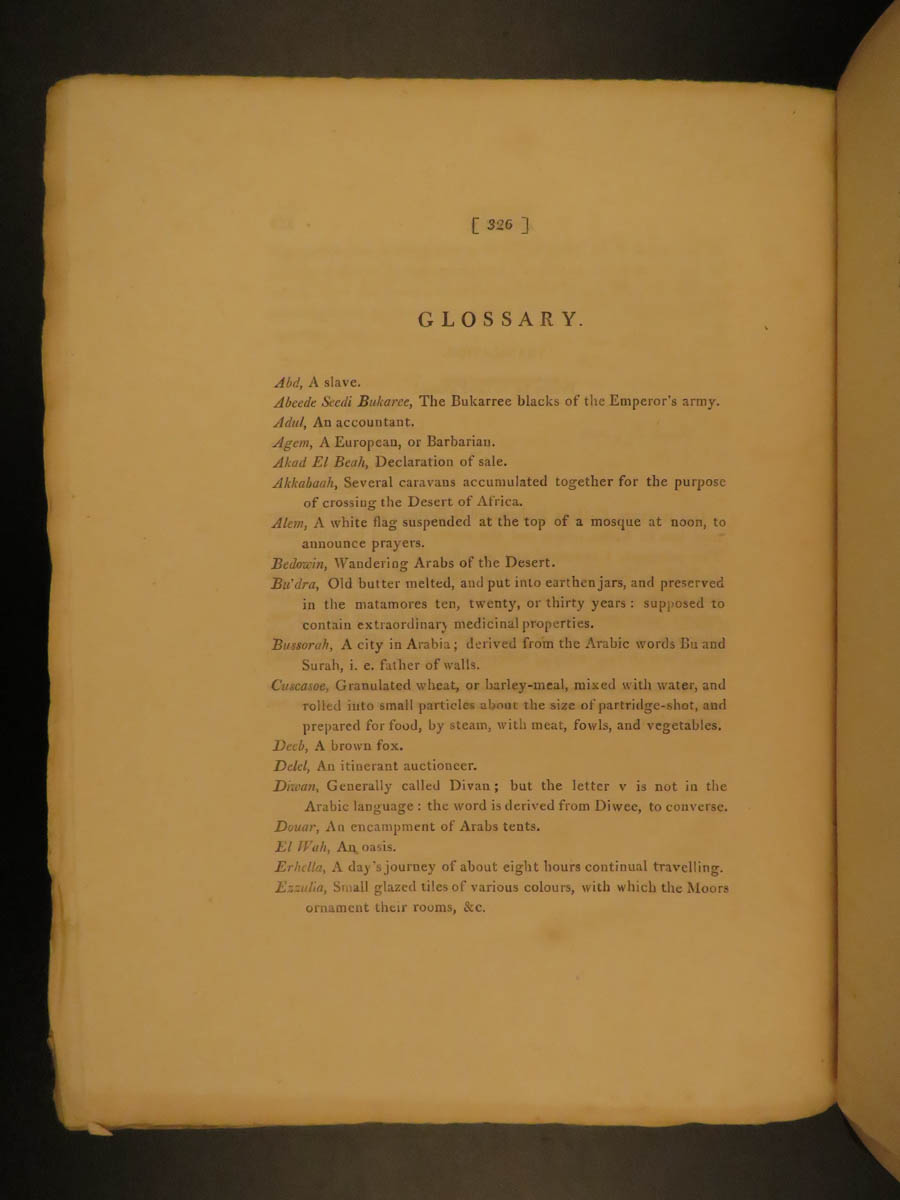 [ 326 ]
GLOSSARY.
Abd, A slave.
Abeede Seedi Bukaree, The Bukarree blacks of the Emperor's army.
Adul, An accountant.
Agem, A European, or Barbarian.
Akad El Beah, Declaration of sale.
Akkabaah, Several caravans accumulated together for the purpose
of crossing the Desert of Africa.
Alem, A white flag suspended at the top of a mosque at noon, to
announce prayers.
Bedowin, Wandering Arabs of the Desert.
Bu'dra, Old butter melted, and put into earthen jars, and preserved
in the matamores ten, twenty, or thirty years : supposed to
contain extraordinary medicinal properties.
Bussorah, A city in Arabia ; derived from the Arabic words Bu and
Surah, i. e. father of walls.
Cuscasoe, Granulated wheat, or barley-meal, mixed with water, and
rolled into small particles about the size of partridge-shot, and
prepared for food, by steam, with meat, fowls, and vegetables.
Deeb, A brown fox.
Delel, An itinerant auctioneer.
Diwan, Generally called Divan ; but the letter v is not in the
Arabic language : the word is derived from Diwee, to converse.
Douar, An encampment of Arabs tents.
El Wah, An oasis.
Erhella, A day's journey of about eight hours continual travelling.
Ezzulia, Small glazed tiles of various colours, with which the Moors
ornament their rooms, &c.